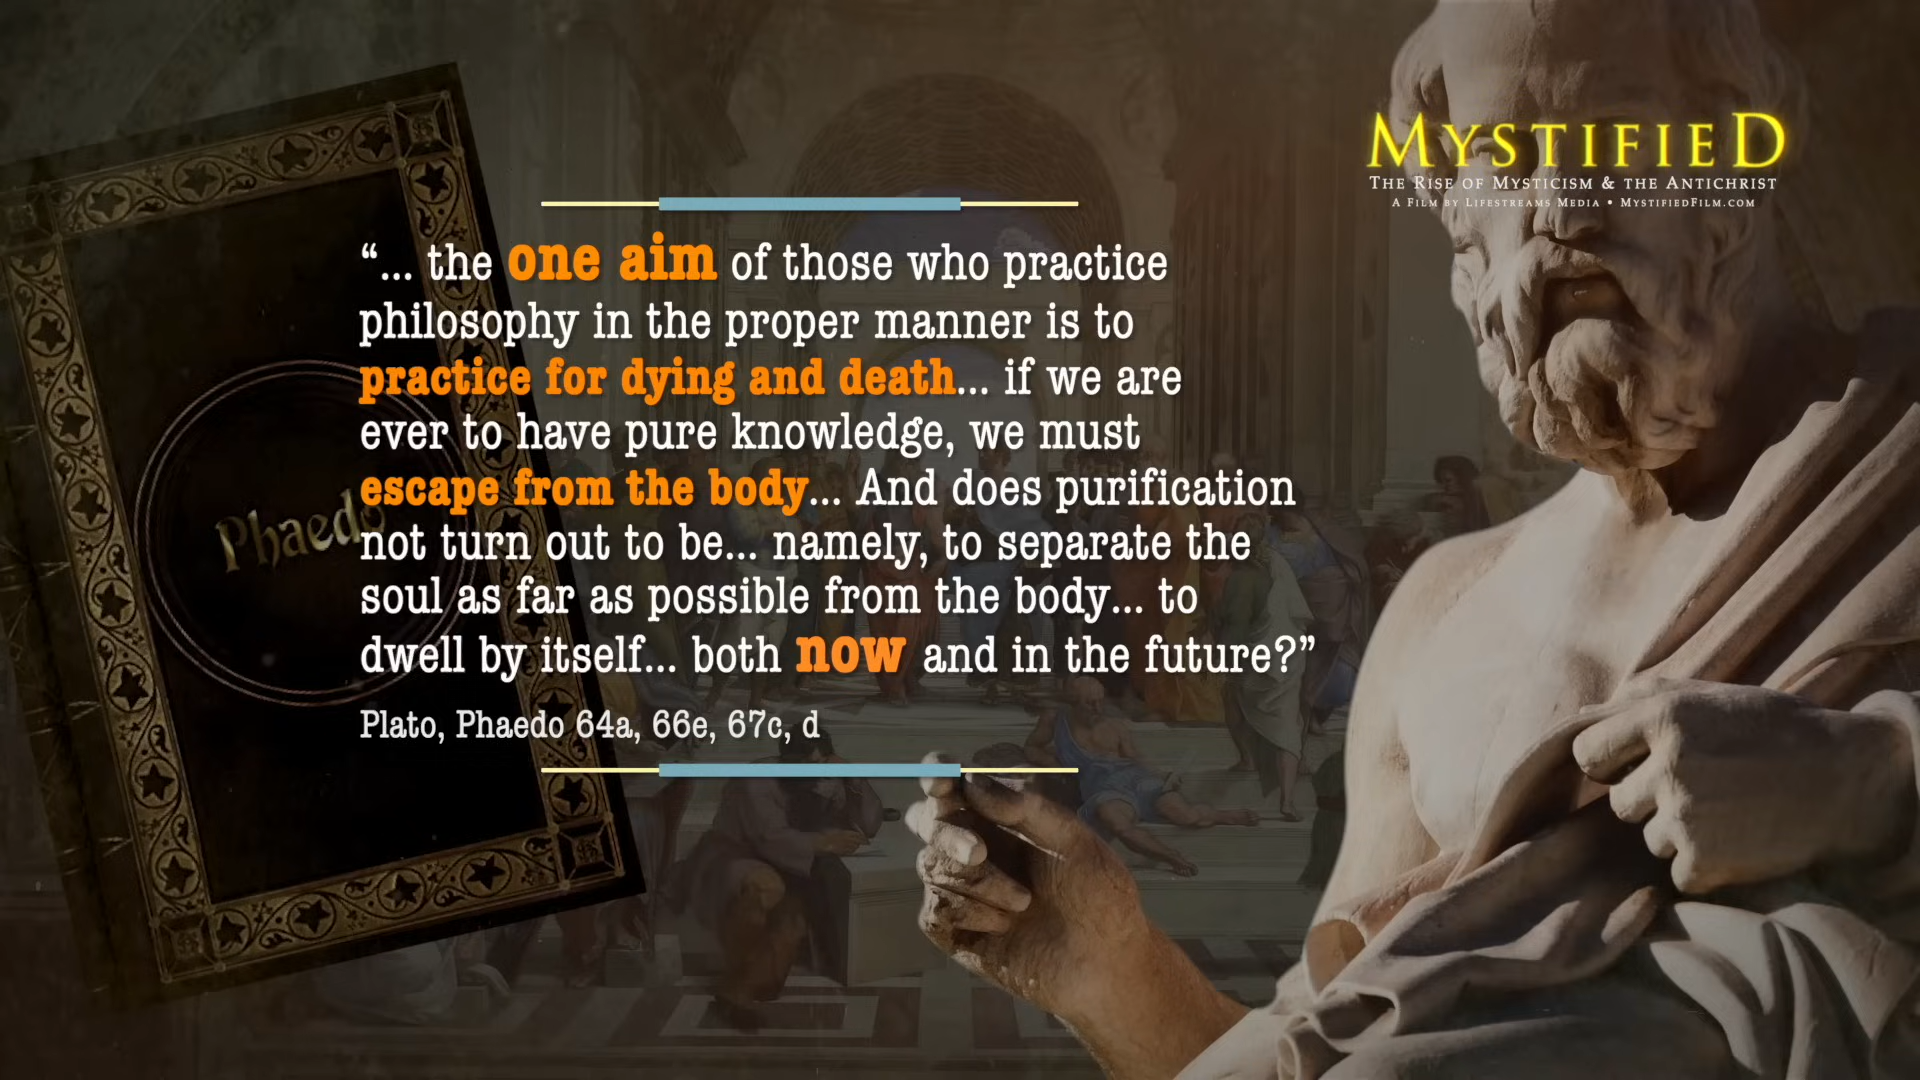 MYSTIFIED
THE RISE OF MYSTICISM & THE ANTICHRIST
A FILM BY LIFESTREAMS MEDIA • MYSTIFIEDFILM.COM
“... the one aim of those who practice
philosophy in the proper manner is to
practice for dying and death... if we are
ever to have pure knowledge, we must
escape from the body... And does purification
not turn out to be... namely, to separate the
soul as far as possible from the body... to
dwell by itself... both now and in the future?”
Plato, Phaedo 64a, 66e, 67c, d
Phaedo